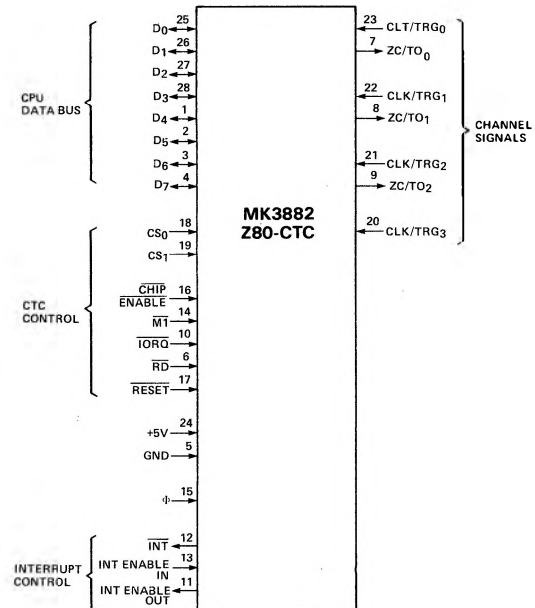 CPU
DATA BUS
D0 25
D1 26
D2 27
D3 28
D4 1
D5 2
D6 3
D7 4
CTC
CONTROL
CS0 18
CS1 19
CHIP 16
ENABLE
M1 14
IORQ 10
RD 6
RESET 17
+5V 24
GND 5
Φ 15
INTERRUPT
CONTROL
INT 12
INT ENABLE 13
IN
INT ENABLE 11
OUT
MK3882
Z80-CTC
23 CLT/TRG0
7 ZC/TO0
22 CLK/TRG1
8 ZC/TO1
21 CLK/TRG2
9 ZC/TO2
20 CLK/TRG3
CHANNEL
SIGNALS